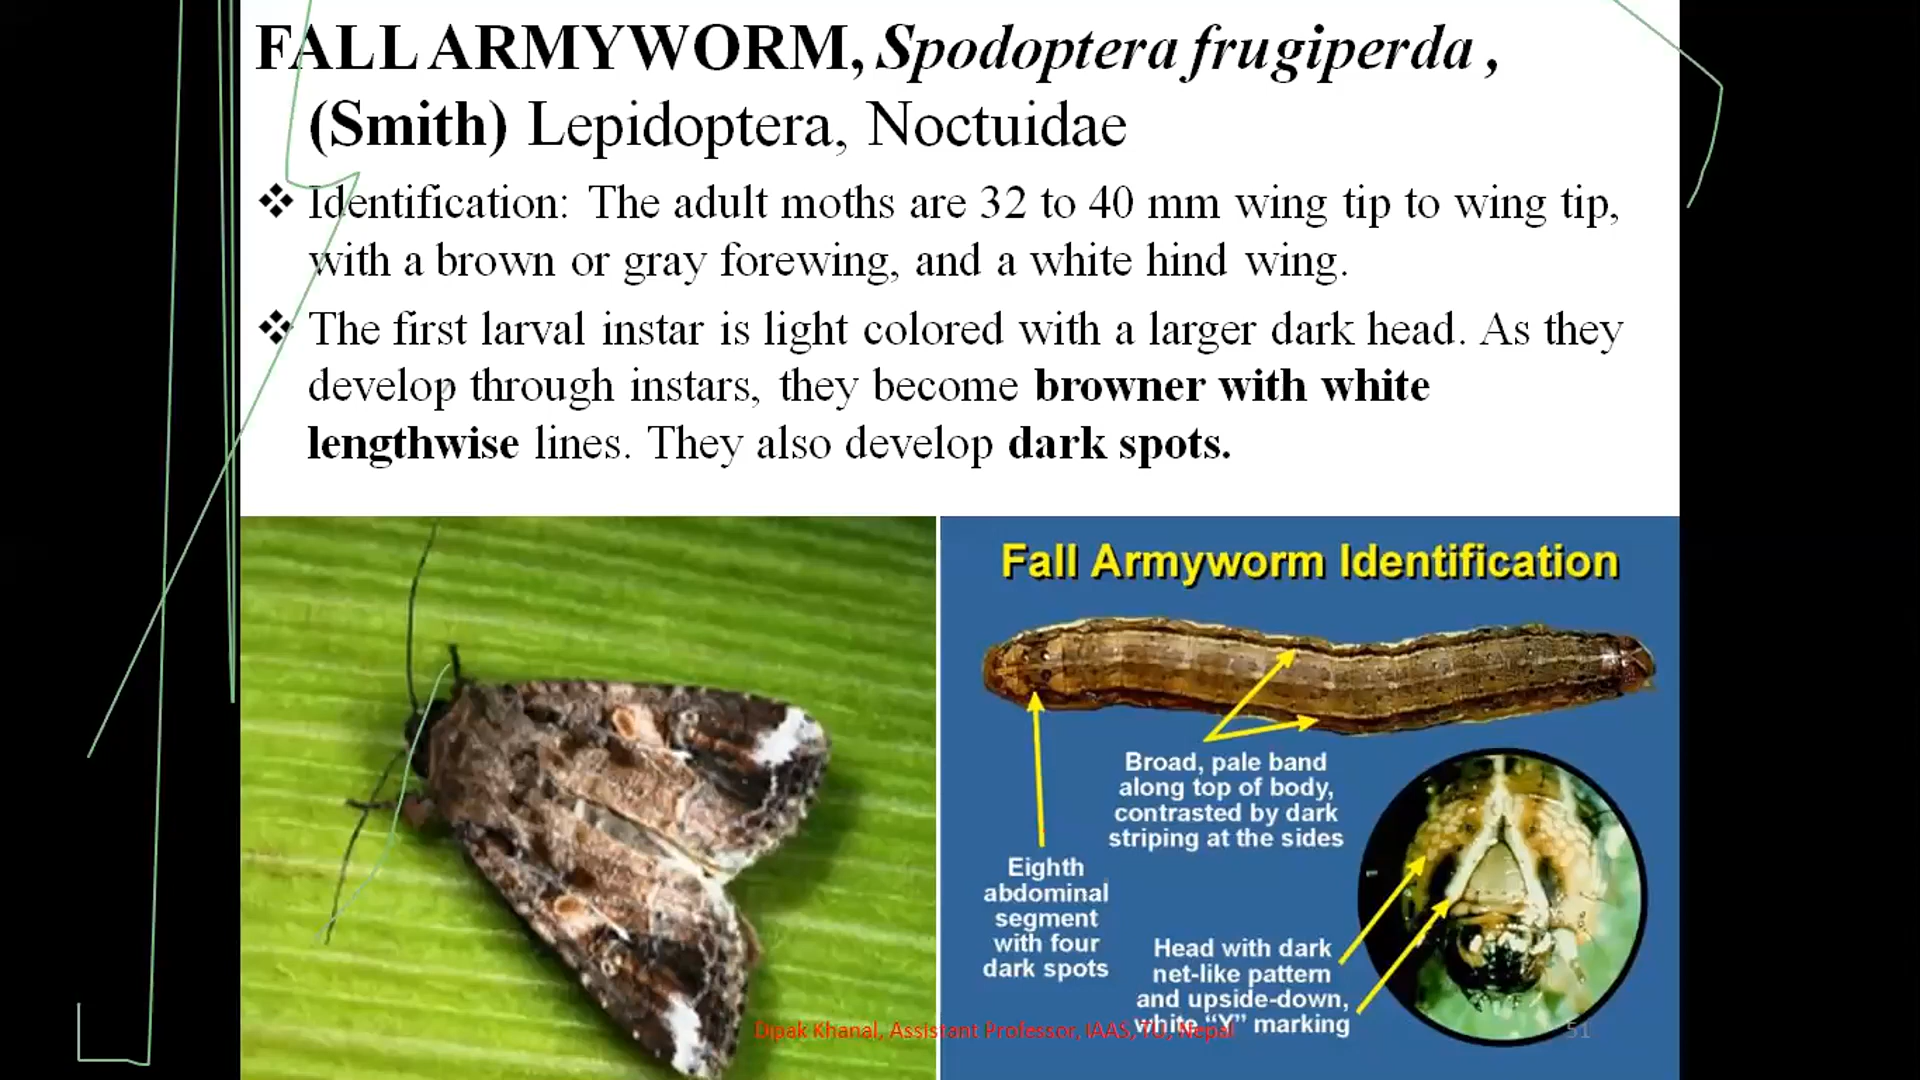 FALL ARMYWORM, Spodoptera frugiperda ,
(Smith) Lepidoptera, Noctuidae
❖ Identification: The adult moths are 32 to 40 mm wing tip to wing tip,
with a brown or gray forewing, and a white hind wing.
❖ The first larval instar is light colored with a larger dark head. As they
develop through instars, they become browner with white
lengthwise lines. They also develop dark spots.
Fall Armyworm Identification
Broad, pale band
along top of body,
contrasted by dark
striping at the sides
Eighth
abdominal
segment
with four
dark spots
Head with dark
net-like pattern
and upside-down,
white “Y” marking
Dipak Khanal, Assistant Professor, IAAS, TU, Nepal
51